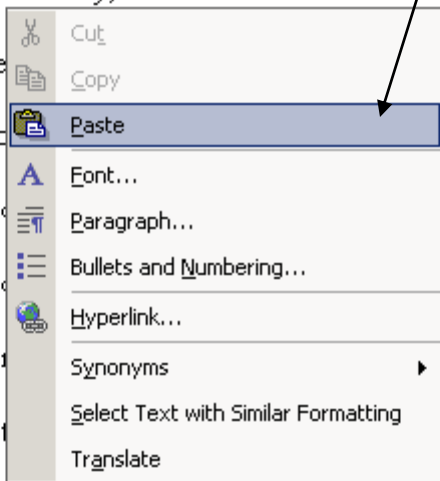 Cut
Copy
Paste
Font...
Paragraph...
Bullets and Numbering...
Hyperlink...
Synonyms
Select Text with Similar Formatting
Translate